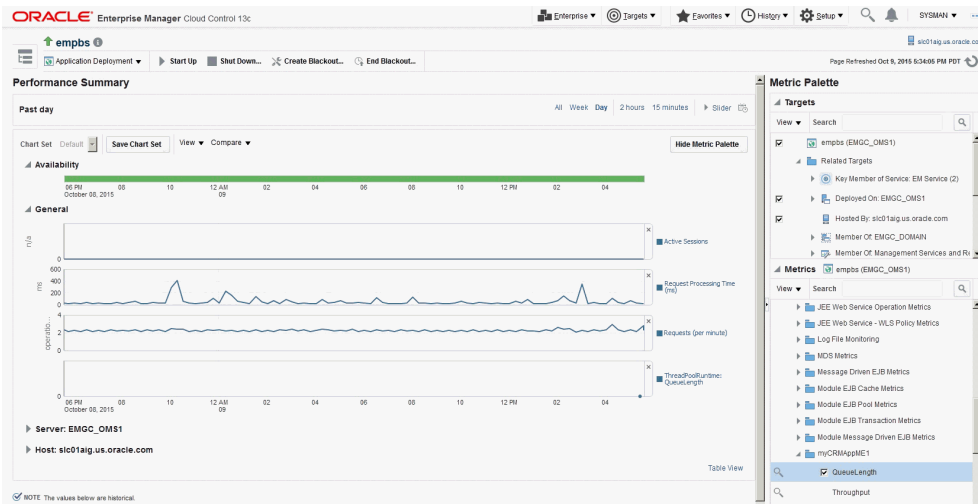 ORACLE Enterprise Manager Cloud Control 13c
Enterprise Targets Favorites History Setup SYSMAN
empbs
slc01aig.us.oracle.co
Application Deployment Start Up Shut Down... Create Blackout... End Blackout...
Page Refreshed Oct 9, 2015 5:34:05 PM PDT
Performance Summary
Past day
All Week Day 2 hours 15 minutes Slider
Chart Set Default Save Chart Set View Compare Hide Metric Palette
Availability
06 PM 08 10 12 AM 02 04 06 08 10 12 PM 02 04
October 08, 2015 09
General
n/a
0
Active Sessions
600
400
200
0
ms
Request Processing Time
(ms)
4
2
0
operatio...
Requests (per minute)
ThreadPoolRuntime:
QueueLength
0
06 PM 08 10 12 AM 02 04 06 08 10 12 PM 02 04
October 08, 2015 09
Server: EMGC_OMS1
Host: slc01aig.us.oracle.com
Table View
NOTE The values below are historical.
Metric Palette
Targets
View Search
empbs (EMGC_OMS1)
Related Targets
Key Member of Service: EM Service (2)
Deployed On: EMGC_OMS1
Hosted By: slc01aig.us.oracle.com
Member Of: EMGC_DOMAIN
Member Of: Management Services and Re
Metrics empbs (EMGC_OMS1)
View Search
JEE Web Service Operation Metrics
JEE Web Service - WLS Policy Metrics
Log File Monitoring
MDS Metrics
Message Driven EJB Metrics
Module EJB Cache Metrics
Module EJB Pool Metrics
Module EJB Transaction Metrics
Module Message Driven EJB Metrics
myCRMAppME1
QueueLength
Throughput